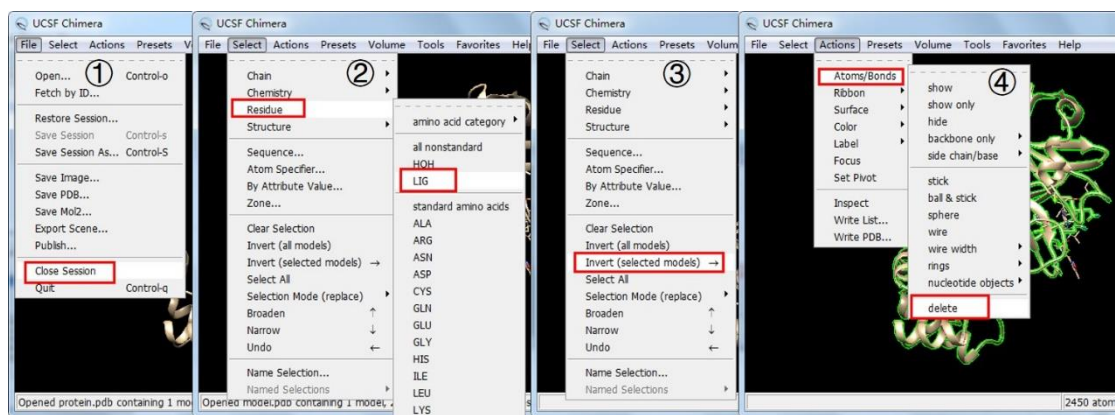 UCSF Chimera
File Select Actions Presets V
①
Open... Control-o
Fetch by ID...
Restore Session...
Save Session Control-s
Save Session As... Control-S
Save Image...
Save PDB...
Save Mol2...
Export Scene...
Publish...
Close Session
Quit Control-q
Opened protein.pdb containing 1 mo
UCSF Chimera
File Select Actions Presets Volume Tools Favorites Help
②
Chain
Chemistry
Residue
Structure
Sequence...
Atom Specifier...
By Attribute Value...
Zone...
Clear Selection
Invert (all models)
Invert (selected models) →
Select All
Selection Mode (replace)
Broaden ↑
Narrow ↓
Undo ←
Name Selection...
Named Selections
amino acid category
all nonstandard
HOH
LIG
standard amino acids
ALA
ARG
ASN
ASP
CYS
GLN
GLU
GLY
HIS
ILE
LEU
LYS
Opened model.pdb containing 1 model, 2
UCSF Chimera
File Select Actions Presets Volum
③
Chain
Chemistry
Residue
Structure
Sequence...
Atom Specifier...
By Attribute Value...
Zone...
Clear Selection
Invert (all models)
Invert (selected models) →
Select All
Selection Mode (replace)
Broaden ↑
Narrow ↓
Undo ←
Name Selection...
Named Selections
UCSF Chimera
File Select Actions Presets Volume Tools Favorites Help
④
Atoms/Bonds
Ribbon
Surface
Color
Label
Focus
Set Pivot
Inspect
Write List...
Write PDB...
show
show only
hide
backbone only
side chain/base
stick
ball & stick
sphere
wire
wire width
rings
nucleotide objects
delete
2450 atom